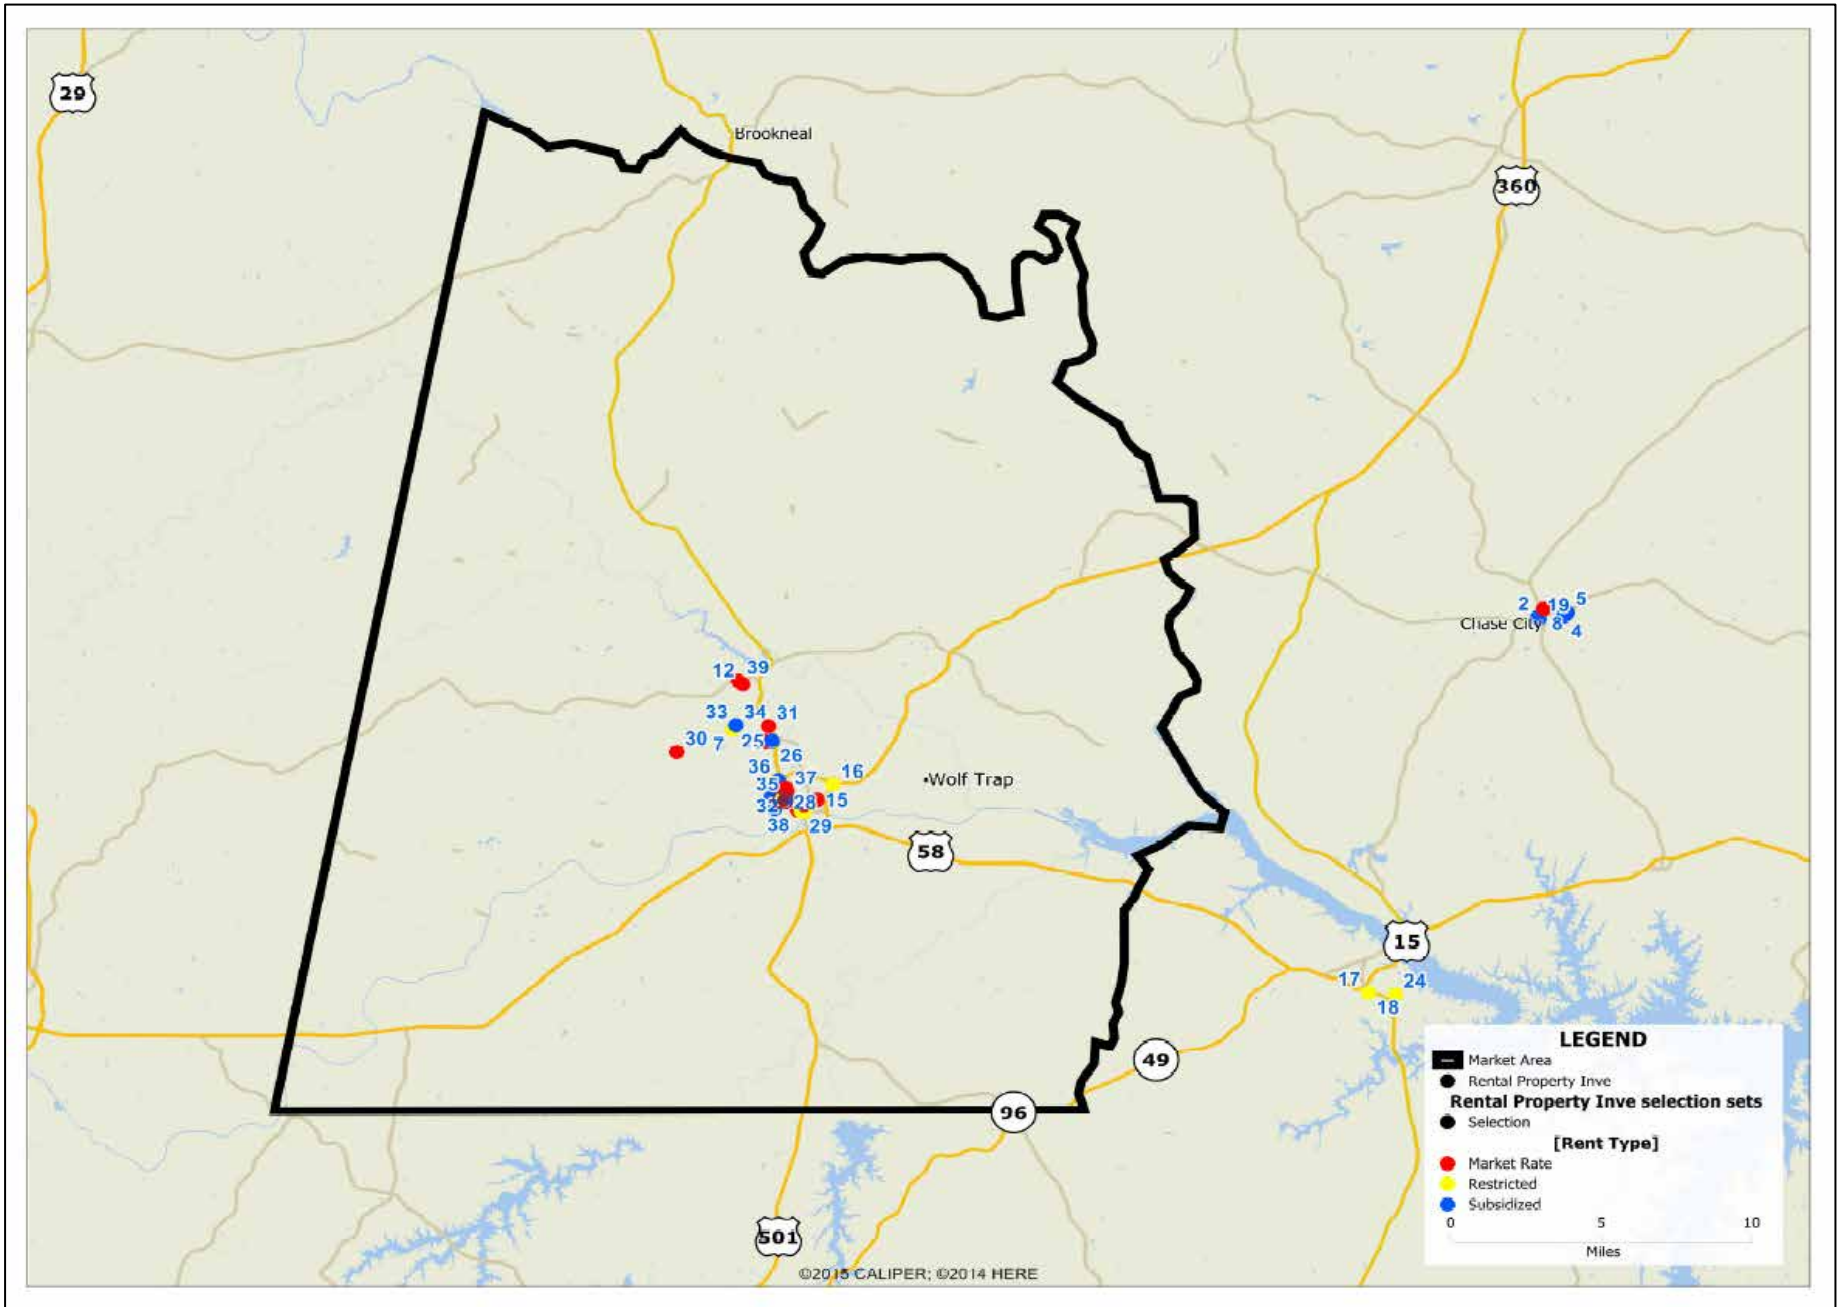 29
Brookneal
360
2 19 5
Chase City 8 4
12 39
33 34 31
30 7 25
26
36 37 16
Wolf Trap
35
32 28 15
38 29
58
15
17 24
18
LEGEND
Market Area
Rental Property Inve
Rental Property Inve selection sets
Selection
[Rent Type]
Market Rate
Restricted
Subsidized
0 5 10
Miles
49
96
501
©2015 CALIPER; ©2014 HERE